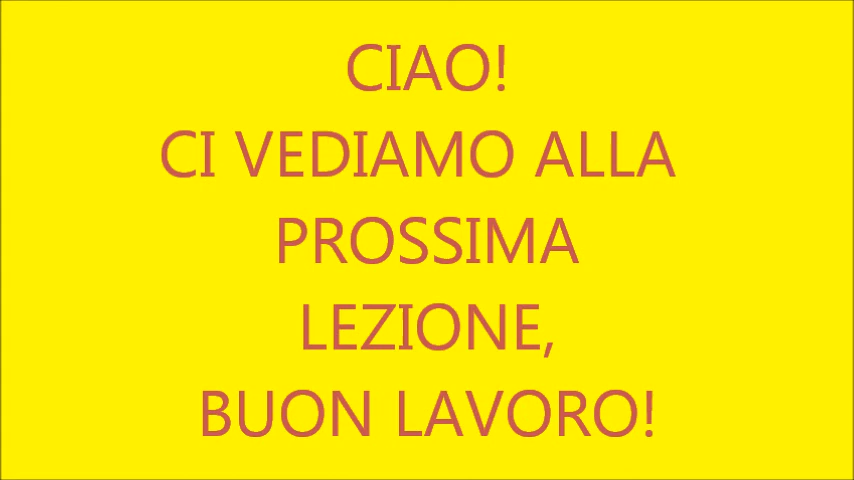 CIAO!
CI VEDIAMO ALLA
PROSSIMA
LEZIONE,
BUON LAVORO!